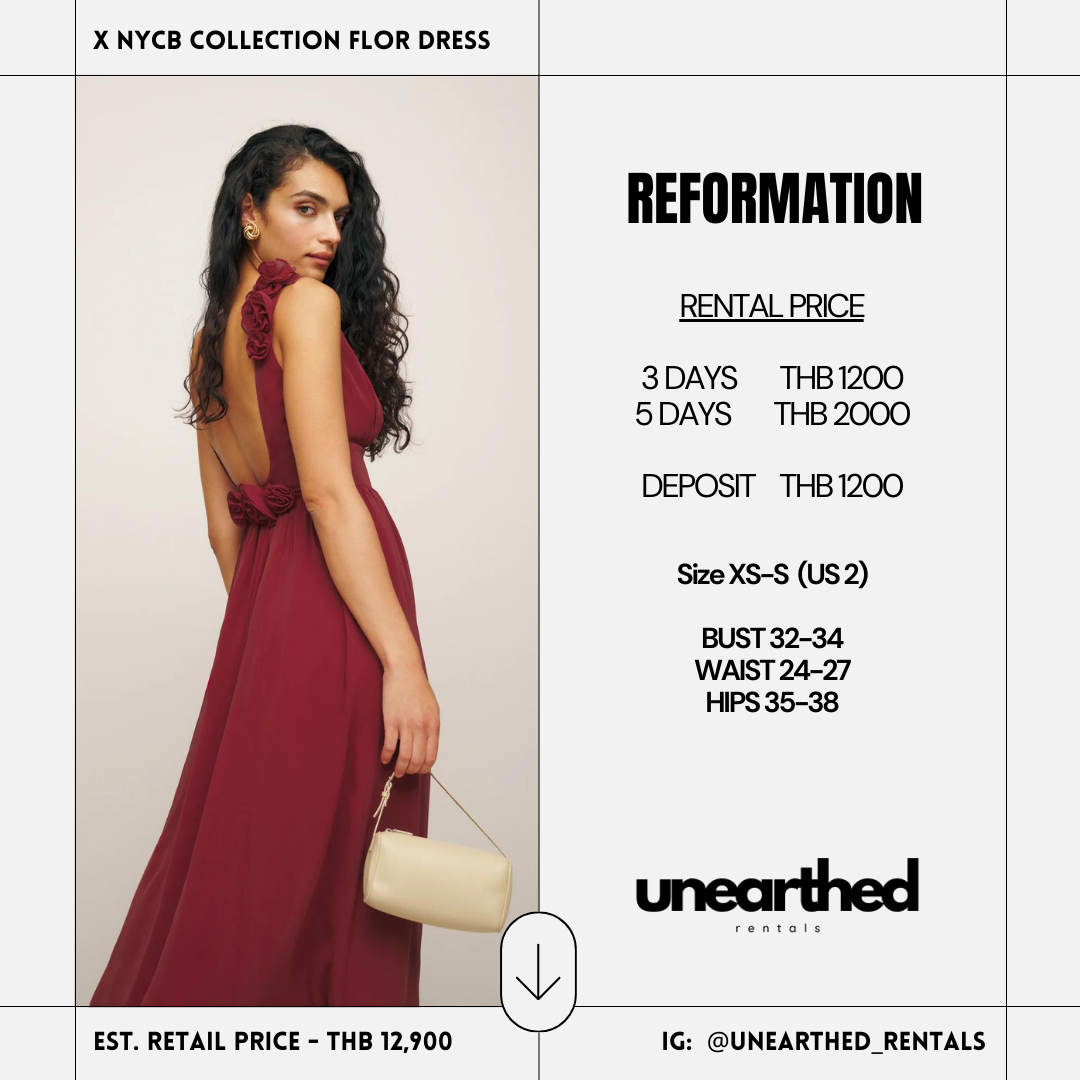 X NYCB COLLECTION FLOR DRESS
REFORMATION
RENTAL PRICE
3 DAYS THB 1200
5 DAYS THB 2000
DEPOSIT THB 1200
Size XS-S (US 2)
BUST 32-34
WAIST 24-27
HIPS 35-38
unearthed
rentals
EST. RETAIL PRICE - THB 12,900
IG: @UNEARTHED_RENTALS